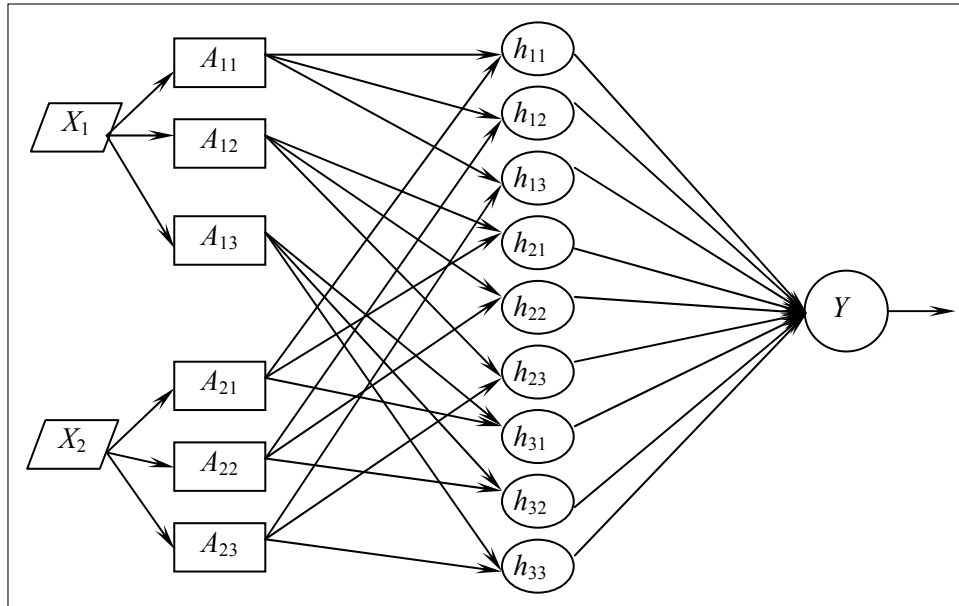 X₁
A₁₁
A₁₂
A₁₃
X₂
A₂₁
A₂₂
A₂₃
h₁₁
h₁₂
h₁₃
h₂₁
h₂₂
h₂₃
h₃₁
h₃₂
h₃₃
Y